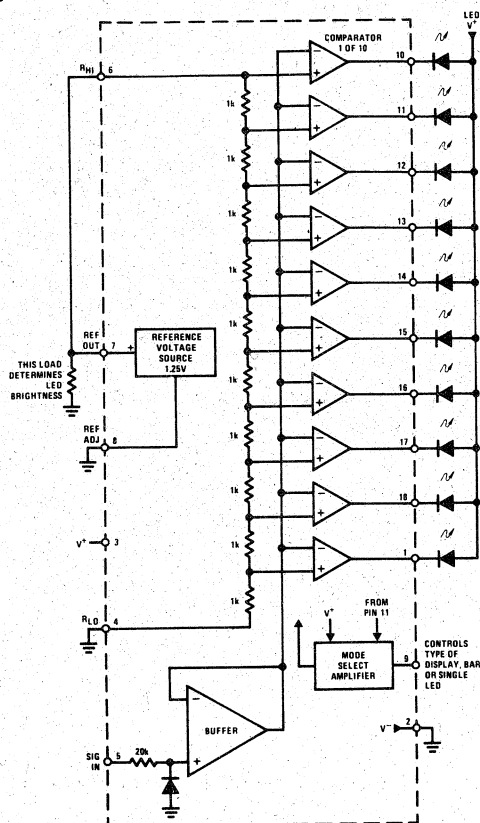 LED
V+
COMPARATOR
1 OF 10
10
RHI
6
1k
11
1k
12
1k
13
1k
14
1k
15
REF
OUT
7
+
REFERENCE
VOLTAGE
SOURCE
1.25V
1k
THIS LOAD
DETERMINES
LED
BRIGHTNESS
16
1k
17
REF
ADJ
8
1k
18
1k
V+
3
1
1k
RLO
4
V+
FROM
PIN 11
MODE
SELECT
AMPLIFIER
9
CONTROLS
TYPE OF
DISPLAY, BAR
OR SINGLE
LED
BUFFER
V−
2
SIG
IN
5
20k